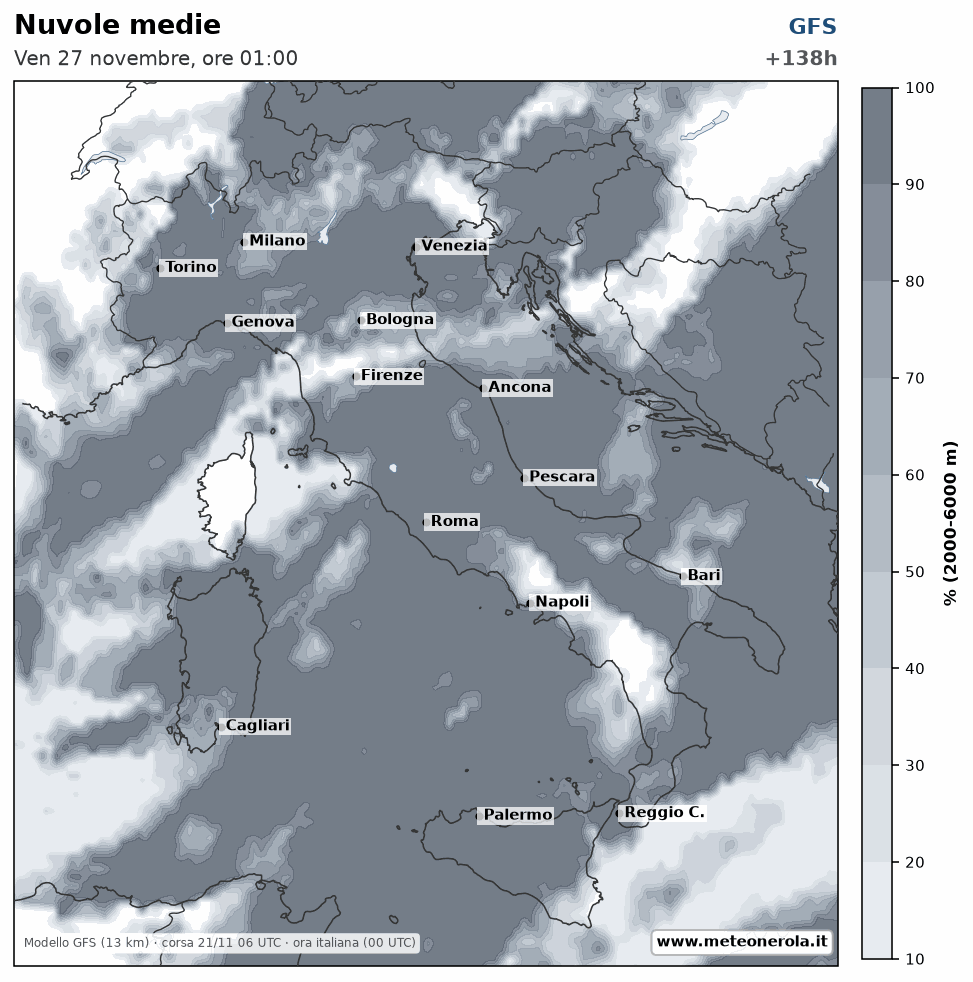 Nuvole medie
GFS
Ven 27 novembre, ore 01:00
+138h
Milano
Venezia
Torino
Genova
Bologna
Firenze
Ancona
Pescara
Roma
Bari
Napoli
Cagliari
Palermo
Reggio C.
100
90
80
70
60
50
40
30
20
10
% (2000-6000 m)
Modello GFS (13 km) · corsa 21/11 06 UTC · ora italiana (00 UTC)
www.meteonerola.it